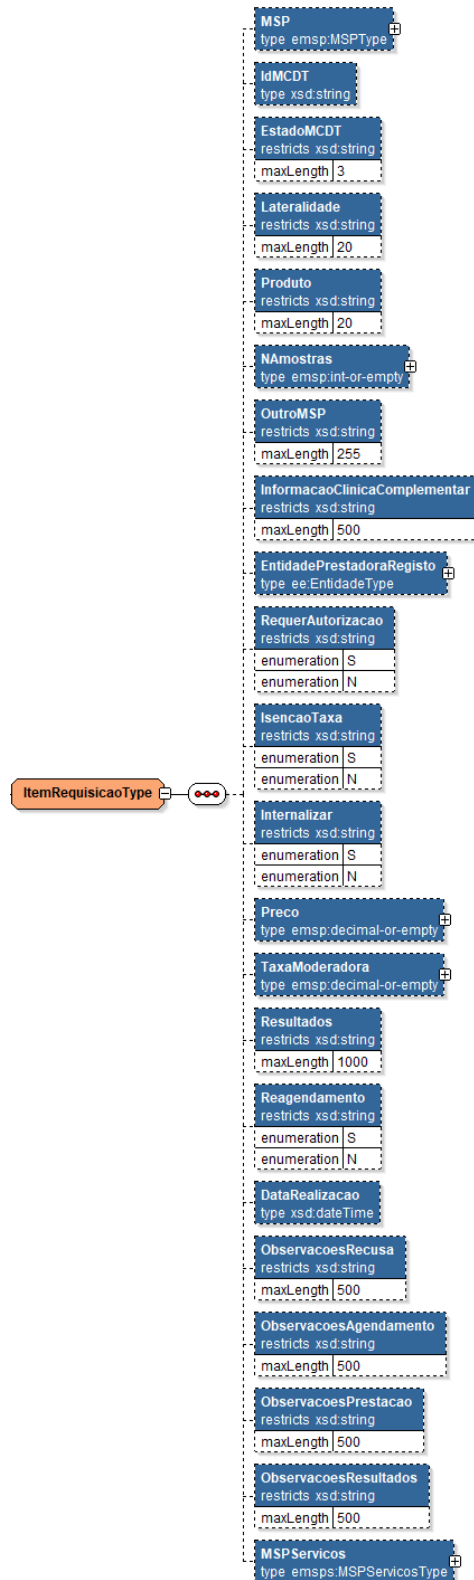 MSP
type emsp:MSPType
IdMCDT
type xsd:string
EstadoMCDT
restricts xsd:string
maxLength 3
Lateralidade
restricts xsd:string
maxLength 20
Produto
restricts xsd:string
maxLength 20
NAmostras
type emsp:int-or-empty
OutroMSP
restricts xsd:string
maxLength 255
InformacaoClinicaComplementar
restricts xsd:string
maxLength 500
EntidadePrestadoraRegisto
type ee:EntidadeType
RequerAutorizacao
restricts xsd:string
enumeration S
enumeration N
IsencaoTaxa
restricts xsd:string
enumeration S
enumeration N
ItemRequisicaoType
Internalizar
restricts xsd:string
enumeration S
enumeration N
Preco
type emsp:decimal-or-empty
TaxaModeradora
type emsp:decimal-or-empty
Resultados
restricts xsd:string
maxLength 1000
Reagendamento
restricts xsd:string
enumeration S
enumeration N
DataRealizacao
type xsd:dateTime
ObservacoesRecusa
restricts xsd:string
maxLength 500
ObservacoesAgendamento
restricts xsd:string
maxLength 500
ObservacoesPrestacao
restricts xsd:string
maxLength 500
ObservacoesResultados
restricts xsd:string
maxLength 500
MSPServicos
type emsps:MSPServicosType